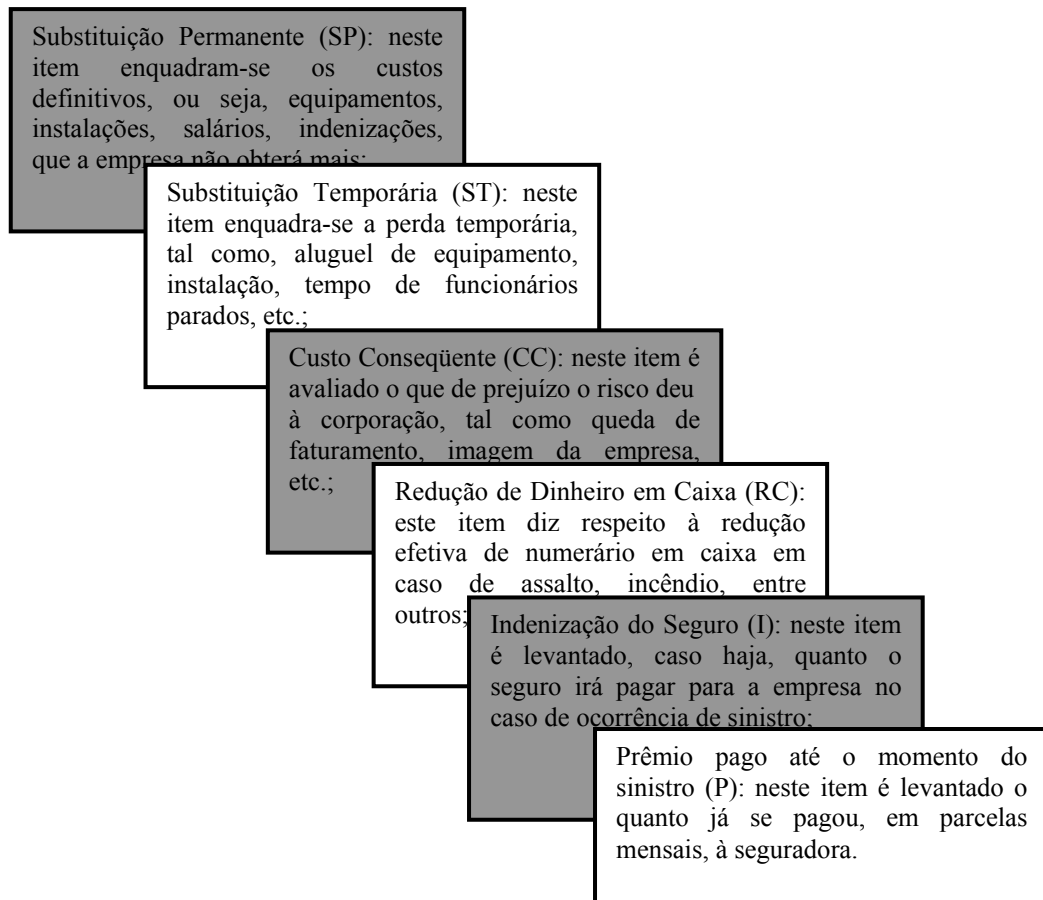 Substituição Permanente (SP): neste
item enquadram-se os custos
definitivos, ou seja, equipamentos,
instalações, salários, indenizações,
que a empresa não obterá mais;
Substituição Temporária (ST): neste
item enquadra-se a perda temporária,
tal como, aluguel de equipamento,
instalação, tempo de funcionários
parados, etc.;
Custo Conseqüente (CC): neste item é
avaliado o que de prejuízo o risco deu
à corporação, tal como queda de
faturamento, imagem da empresa,
etc.;
Redução de Dinheiro em Caixa (RC):
este item diz respeito à redução
efetiva de numerário em caixa em
caso de assalto, incêndio, entre
outros;
Indenização do Seguro (I): neste item
é levantado, caso haja, quanto o
seguro irá pagar para a empresa no
caso de ocorrência de sinistro;
Prêmio pago até o momento do
sinistro (P): neste item é levantado o
quanto já se pagou, em parcelas
mensais, à seguradora.